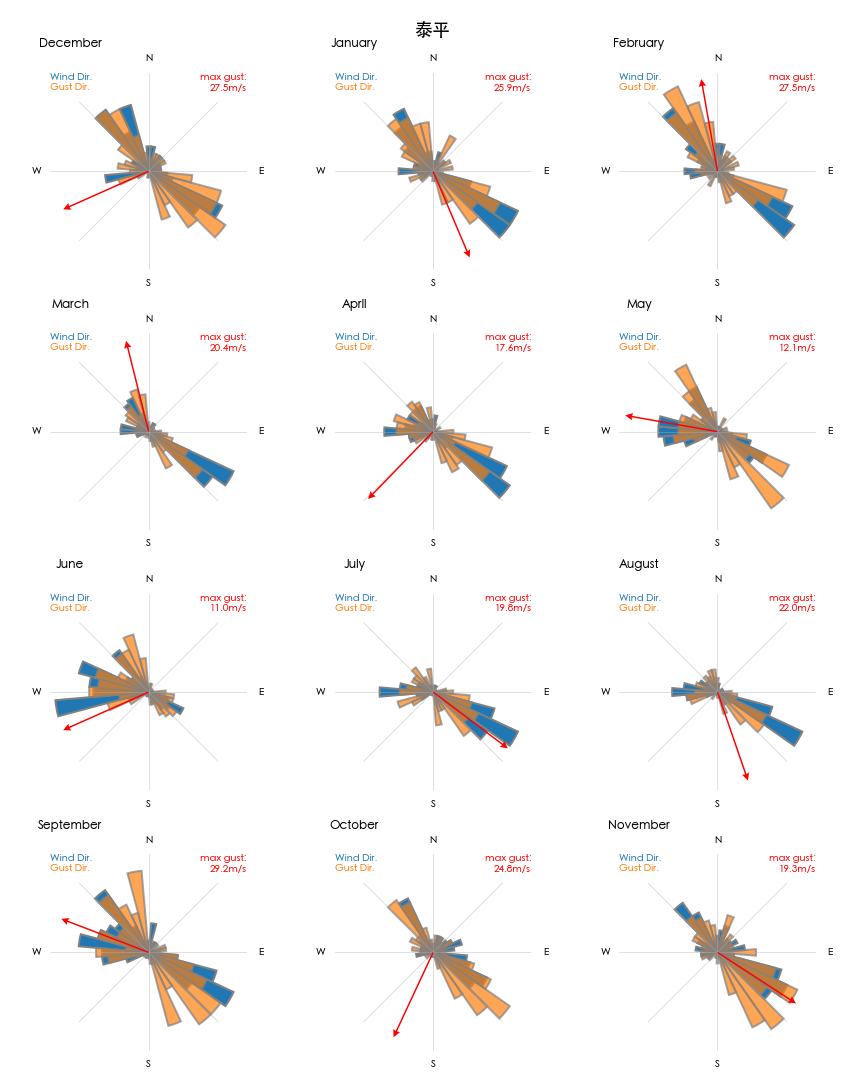 泰平
December
January
February
N
N
N
Wind Dir.
Gust Dir.
max gust:
27.5m/s
Wind Dir.
Gust Dir.
max gust:
25.9m/s
Wind Dir.
Gust Dir.
max gust:
27.5m/s
W
E
W
E
W
E
S
S
S
March
April
May
N
N
N
Wind Dir.
Gust Dir.
max gust:
20.4m/s
Wind Dir.
Gust Dir.
max gust:
17.6m/s
Wind Dir.
Gust Dir.
max gust:
12.1m/s
W
E
W
E
W
E
S
S
S
June
July
August
N
N
N
Wind Dir.
Gust Dir.
max gust:
11.0m/s
Wind Dir.
Gust Dir.
max gust:
19.8m/s
Wind Dir.
Gust Dir.
max gust:
22.0m/s
W
E
W
E
W
E
S
S
S
September
October
November
N
N
N
Wind Dir.
Gust Dir.
max gust:
29.2m/s
Wind Dir.
Gust Dir.
max gust:
24.8m/s
Wind Dir.
Gust Dir.
max gust:
19.3m/s
W
E
W
E
W
E
S
S
S